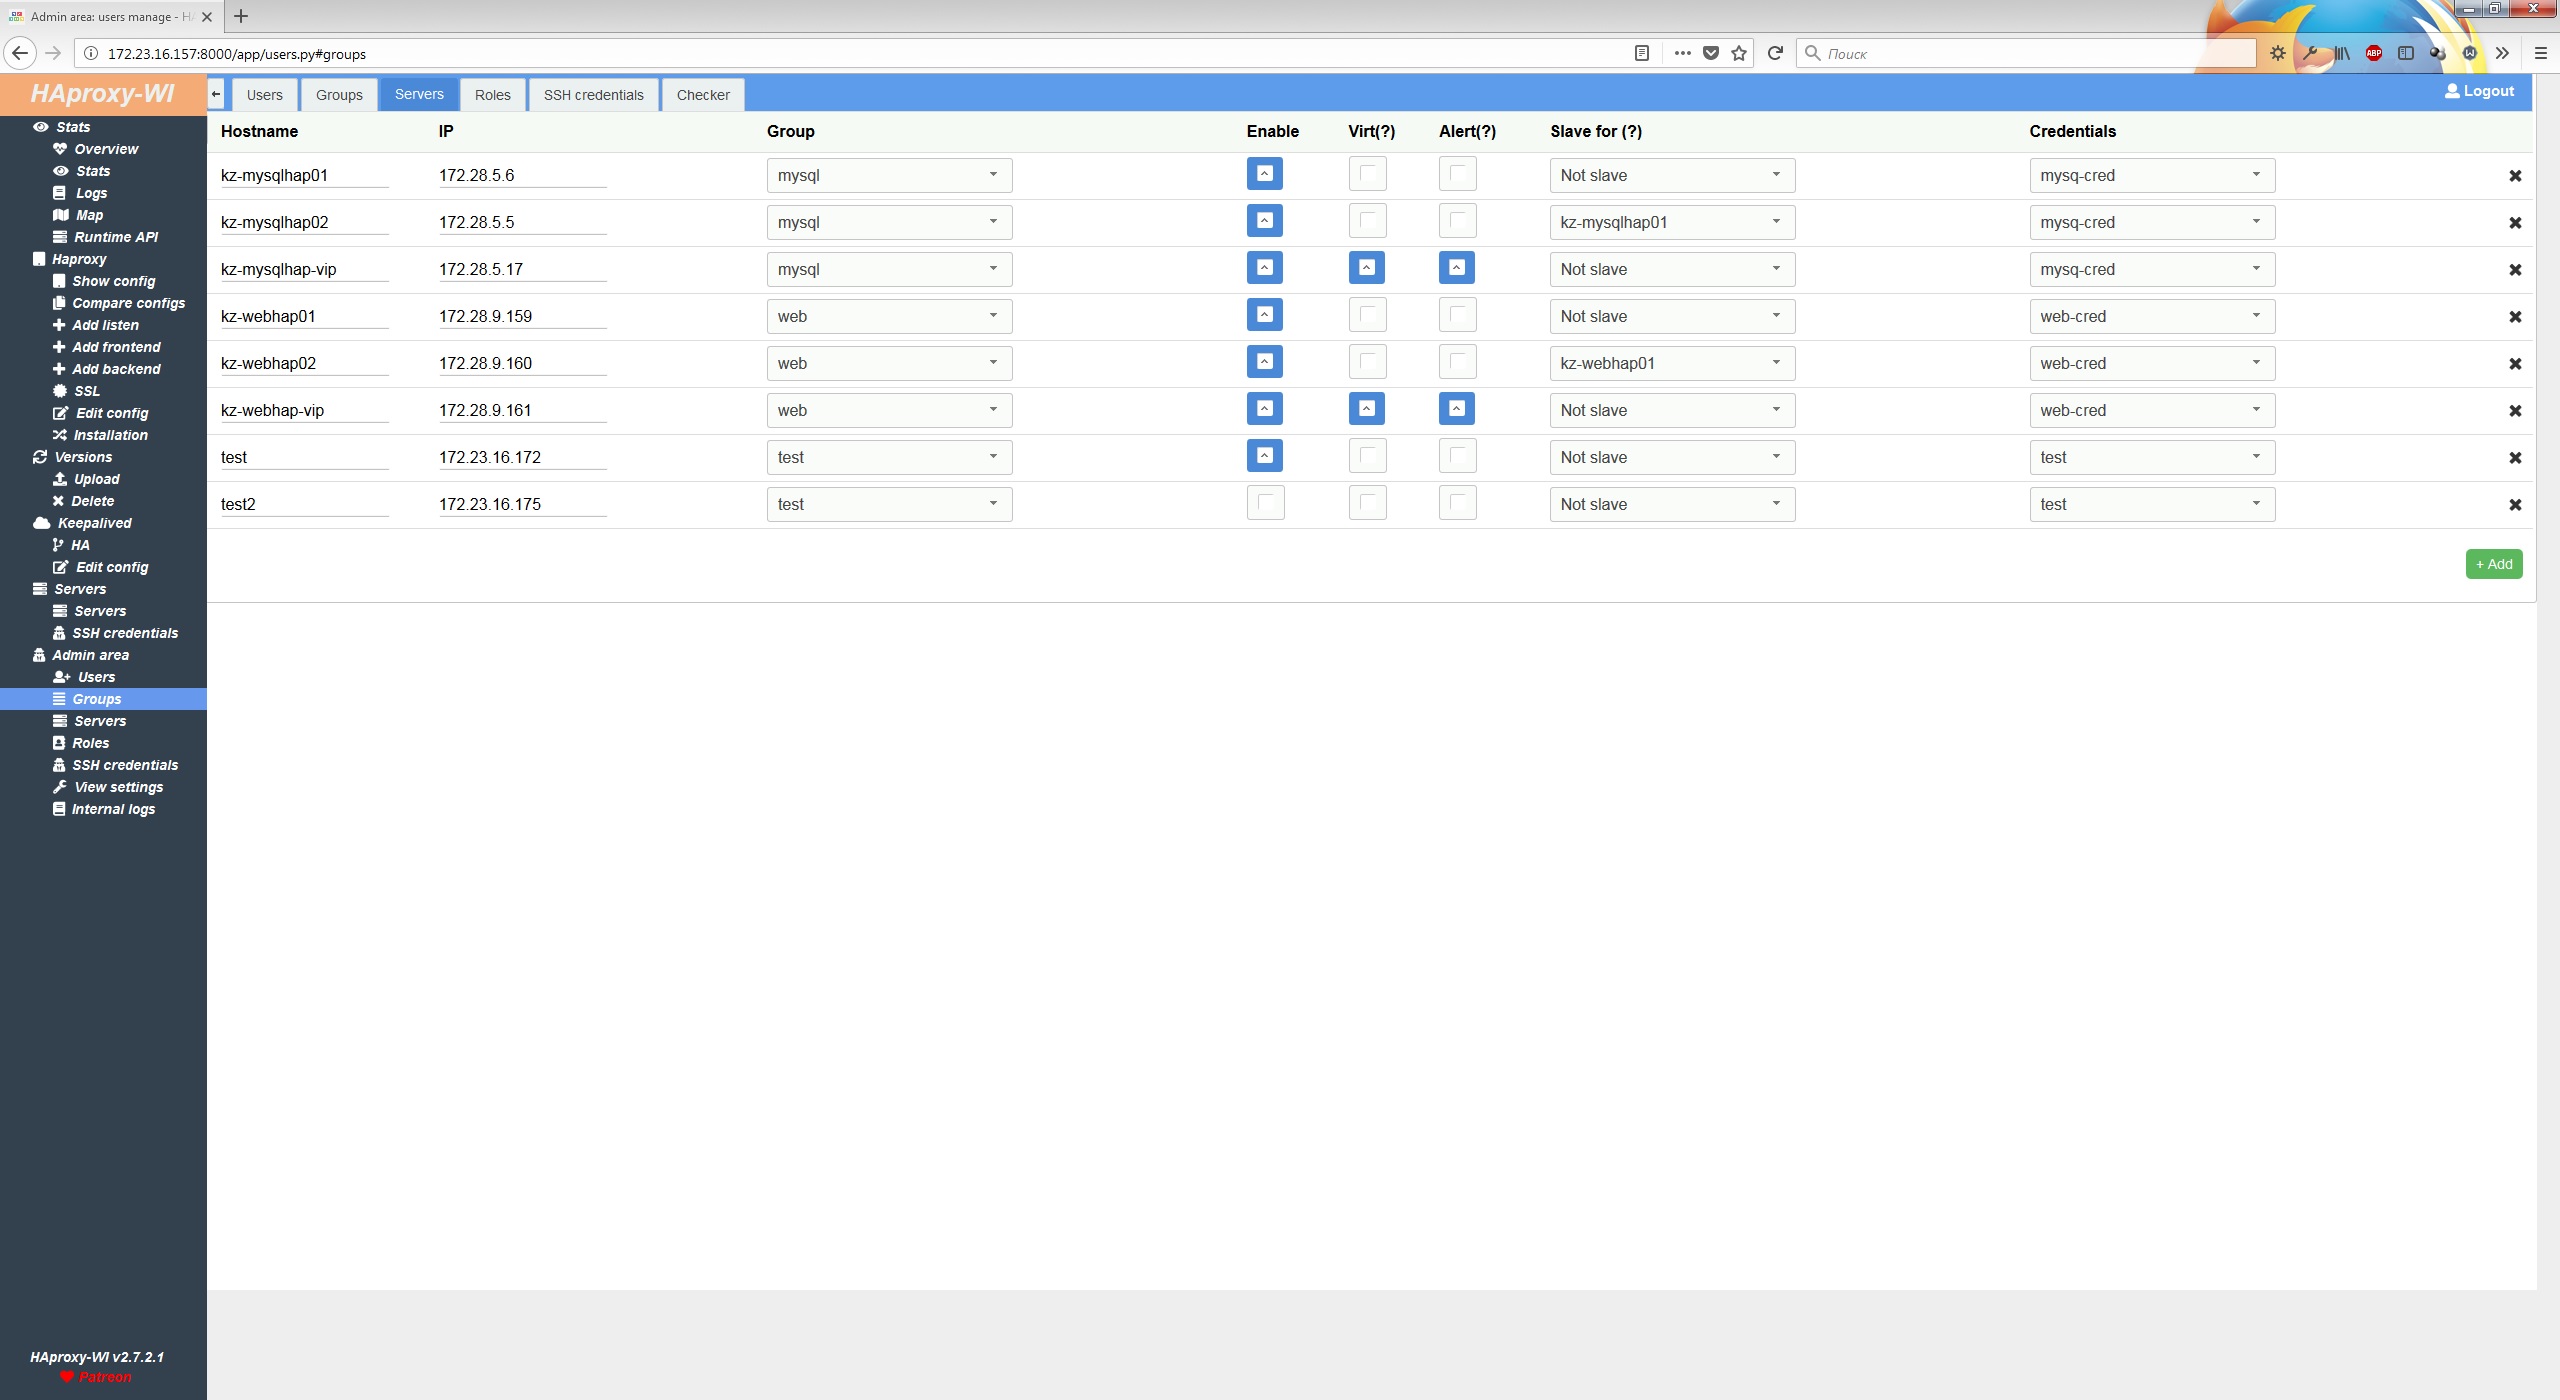 Admin area: users manage - H
172.23.16.157:8000/app/users.py#groups
Поиск
ABP
HAproxy-WI
Users Groups Servers Roles SSH credentials Checker
Logout
Stats
Overview
Stats
Logs
Map
Runtime API
Haproxy
Show config
Compare configs
Add listen
Add frontend
Add backend
SSL
Edit config
Installation
Versions
Upload
Delete
Keepalived
HA
Edit config
Servers
Servers
SSH credentials
Admin area
Users
Groups
Servers
Roles
SSH credentials
View settings
Internal logs
HAproxy-WI v2.7.2.1
Patreon
Hostname IP Group Enable Virt(?) Alert(?) Slave for (?) Credentials
kz-mysqlhap01 172.28.5.6 mysql Not slave mysq-cred
kz-mysqlhap02 172.28.5.5 mysql kz-mysqlhap01 mysq-cred
kz-mysqlhap-vip 172.28.5.17 mysql Not slave mysq-cred
kz-webhap01 172.28.9.159 web Not slave web-cred
kz-webhap02 172.28.9.160 web kz-webhap01 web-cred
kz-webhap-vip 172.28.9.161 web Not slave web-cred
test 172.23.16.172 test Not slave test
test2 172.23.16.175 test Not slave test
+ Add